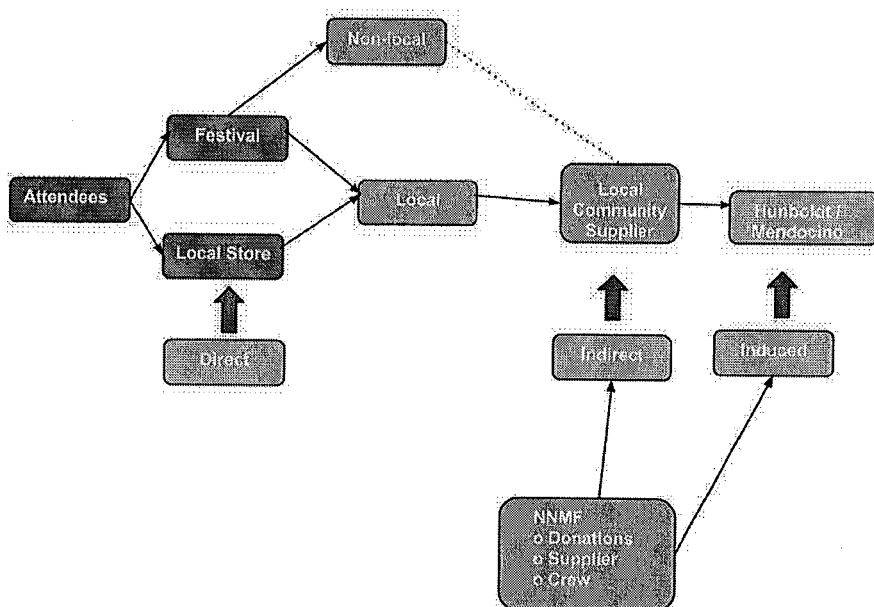 Non-local
Festival
Attendees
Local
Local
Community
Supplier
Humboldt /
Mendocino
Local Store
Direct
Indirect
Induced
NNMF
o Donations
o Supplier
o Crew